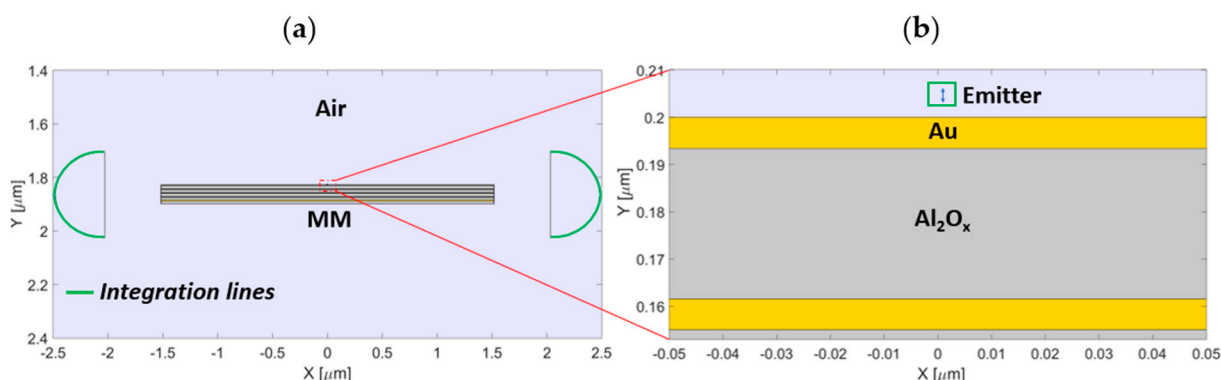 (a)
1.4
1.6
1.8
2
2.2
2.4
Y [µm]
Air
MM
Integration lines
-2.5 -2 -1.5 -1 -0.5 0 0.5 1 1.5 2 2.5
X [µm]
(b)
0.21
0.2
0.19
0.18
0.17
0.16
Y [µm]
Emitter
Au
Al₂Oₓ
-0.05 -0.04 -0.03 -0.02 -0.01 0 0.01 0.02 0.03 0.04 0.05
X [µm]